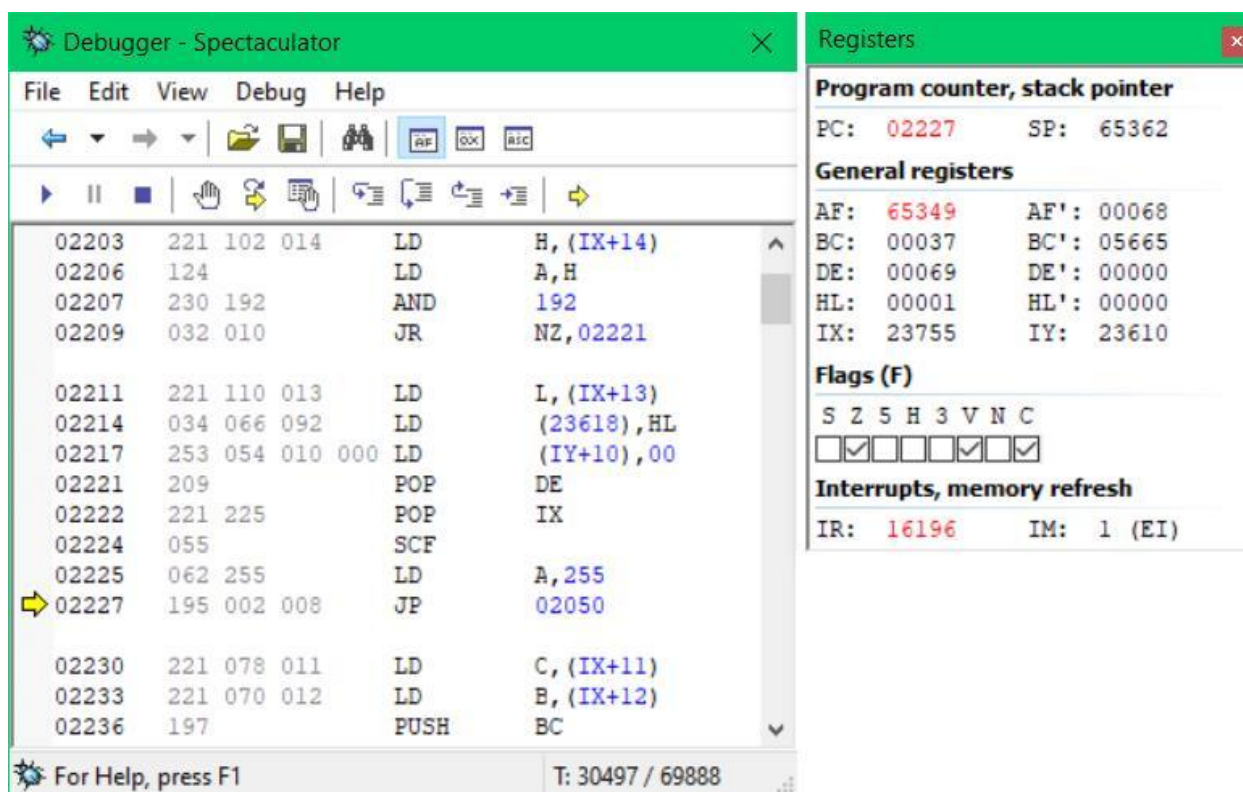 Debugger - Spectaculator
File Edit View Debug Help
AF 0X ASC
02203 221 102 014 LD H,(IX+14)
02206 124 LD A,H
02207 230 192 AND 192
02209 032 010 JR NZ,02221
02211 221 110 013 LD L,(IX+13)
02214 034 066 092 LD (23618),HL
02217 253 054 010 000 LD (IY+10),00
02221 209 POP DE
02222 221 225 POP IX
02224 055 SCF
02225 062 255 LD A,255
02227 195 002 008 JP 02050
02230 221 078 011 LD C,(IX+11)
02233 221 070 012 LD B,(IX+12)
02236 197 PUSH BC
For Help, press F1 T: 30497 / 69888
Registers
Program counter, stack pointer
PC: 02227 SP: 65362
General registers
AF: 65349 AF': 00068
BC: 00037 BC': 05665
DE: 00069 DE': 00000
HL: 00001 HL': 00000
IX: 23755 IY: 23610
Flags (F)
S Z 5 H 3 V N C
Interrupts, memory refresh
IR: 16196 IM: 1 (EI)